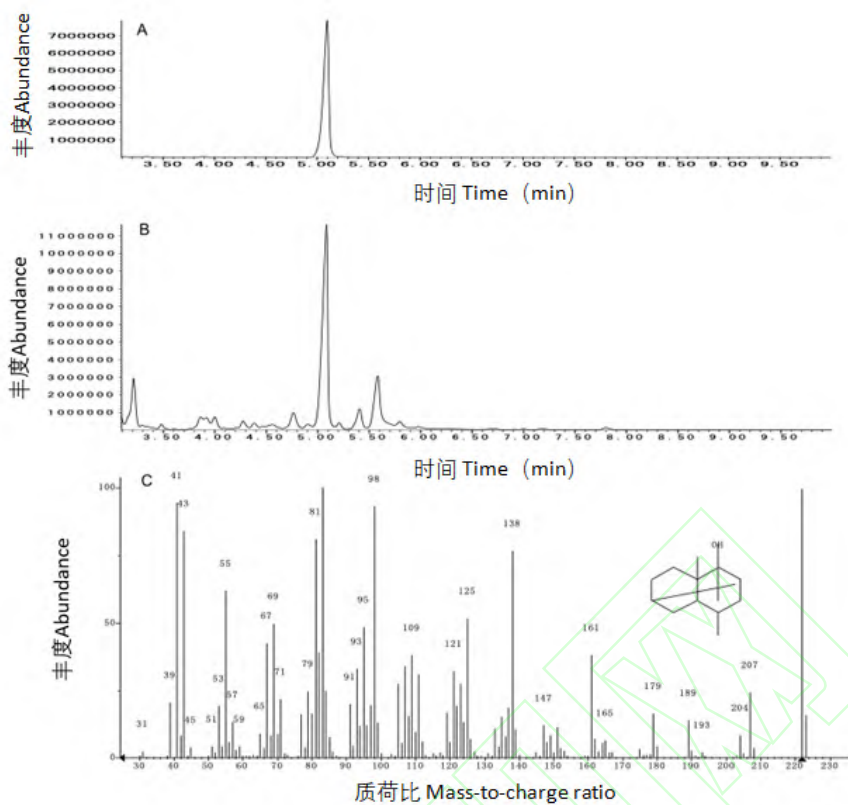 A
丰度Abundance
7000000
6000000
5000000
4000000
3000000
2000000
1000000
3.50 4.00 4.50 5.00 5.50 6.00 6.50 7.00 7.50 8.00 8.50 9.00 9.50
时间 Time（min）
B
丰度Abundance
11000000
10000000
9000000
8000000
7000000
6000000
5000000
4000000
3000000
2000000
1000000
3.50 4.00 4.50 5.00 5.50 6.00 6.50 7.00 7.50 8.00 8.50 9.00 9.50
时间 Time（min）
C
丰度Abundance
100
50
0
31 39 41 43 45 51 53 55 57 59 65 67 69 71 79 81 91 93 95 98 109 121 125 138 147 161 165 179 189 193 204 207
OH
30 40 50 60 70 80 90 100 110 120 130 140 150 160 170 180 190 200 210 220
质荷比 Mass-to-charge ratio